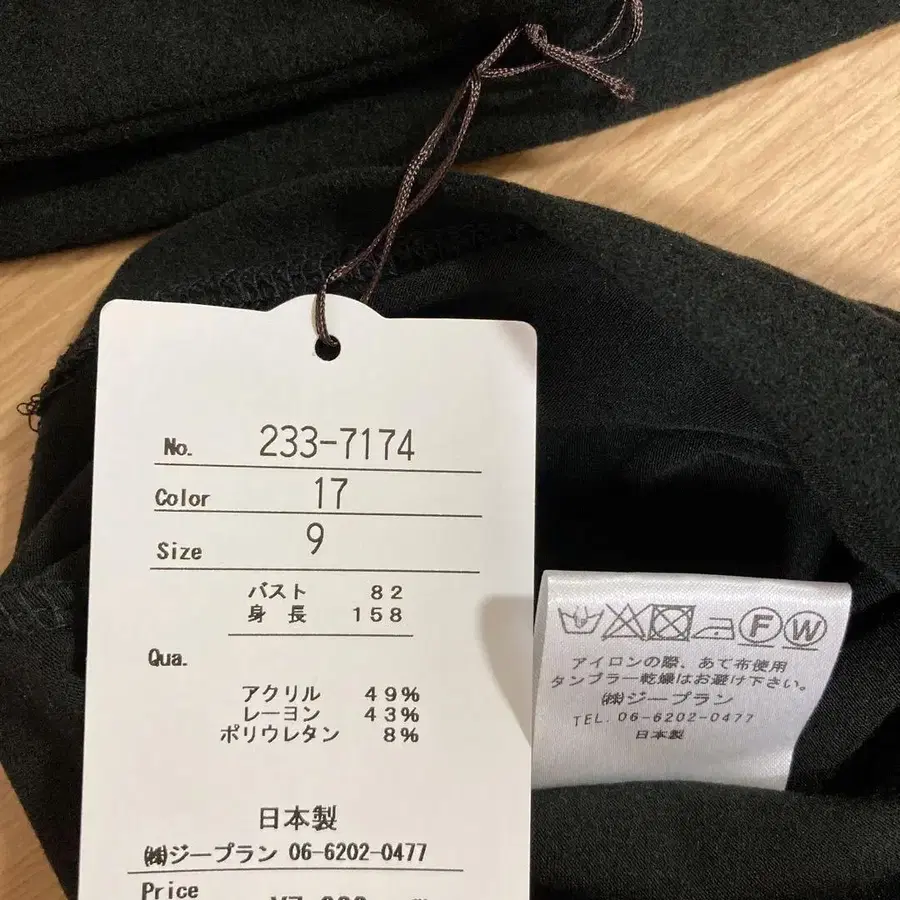 No. 233-7174
Color 17
Size 9
バスト 82
身長 158
Qua.
アクリル 49%
レーヨン 43%
ポリウレタン 8%
日本製
㈱ジープラン 06-6202-0477
Price
F W
アイロンの際、あて布使用
タンブラー乾燥はお避け下さい。
㈱ジープラン
TEL. 06-6202-0477
日本製